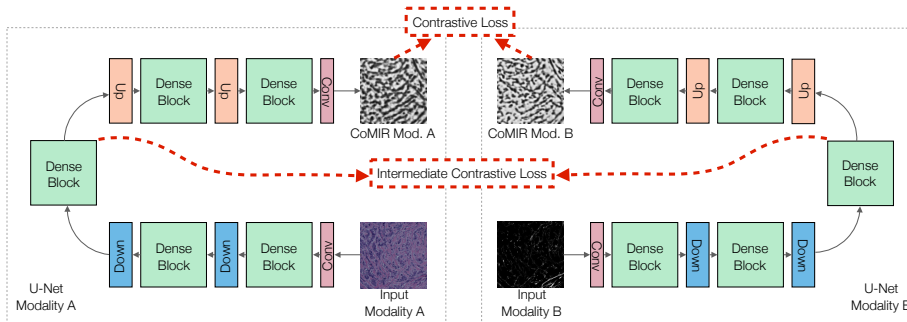 Contrastive Loss
Up
Dense
Block
Up
Dense
Block
Conv
CoMIR Mod. A
CoMIR Mod. B
Conv
Dense
Block
Up
Dense
Block
Up
Dense
Block
Intermediate Contrastive Loss
Dense
Block
Down
Dense
Block
Down
Dense
Block
Conv
Input
Modality A
Input
Modality B
Conv
Dense
Block
Down
Dense
Block
Down
U-Net
Modality A
U-Net
Modality B